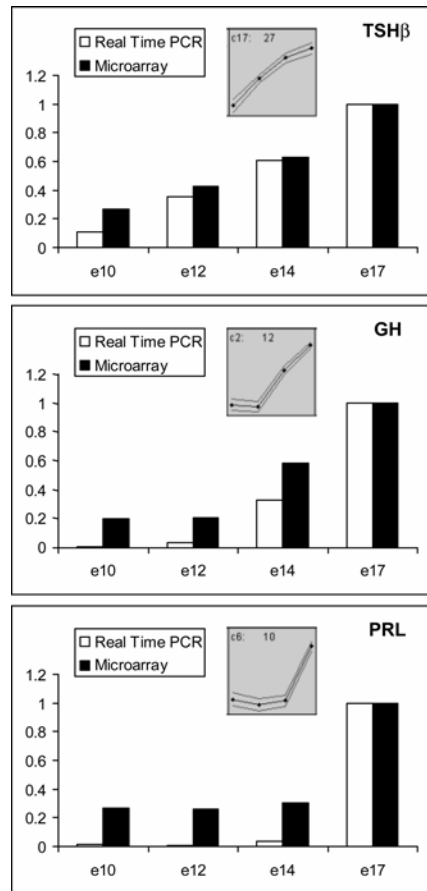 TSHβ
Real Time PCR
Microarray
c17: 27
1.2
1
0.8
0.6
0.4
0.2
0
e10 e12 e14 e17
GH
Real Time PCR
Microarray
c2: 12
1.2
1
0.8
0.6
0.4
0.2
0
e10 e12 e14 e17
PRL
Real Time PCR
Microarray
c6: 10
1.2
1
0.8
0.6
0.4
0.2
0
e10 e12 e14 e17